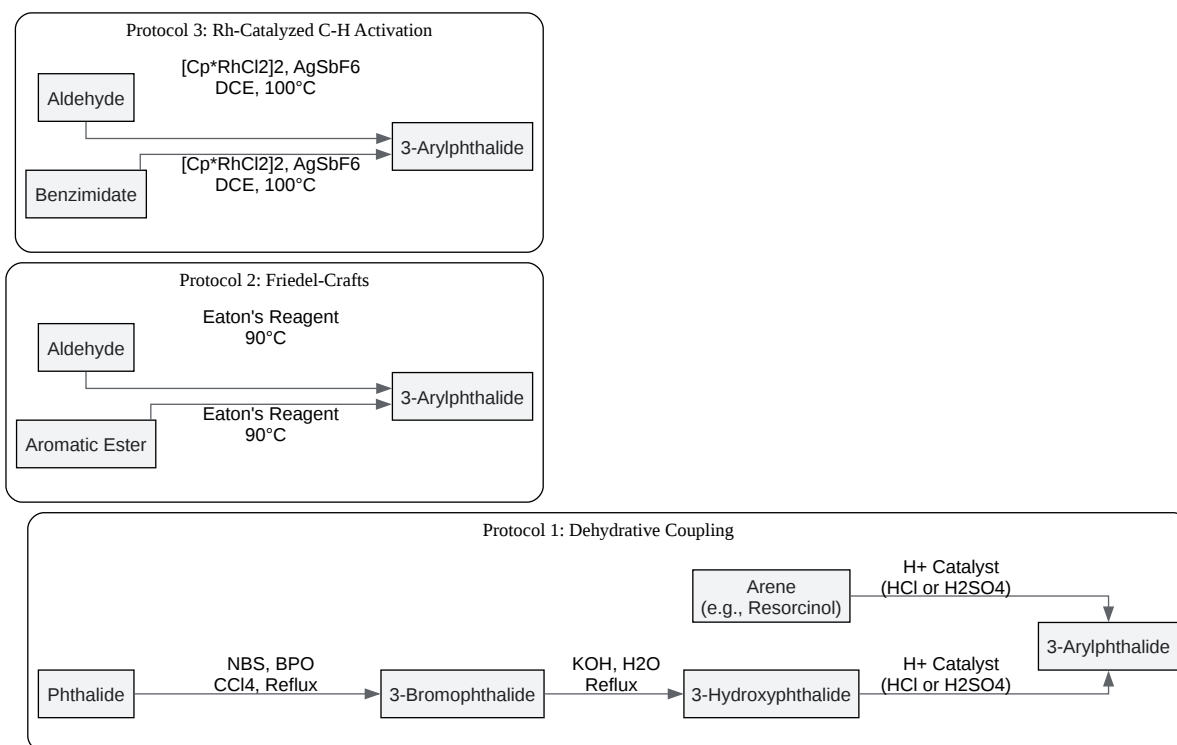 Protocol 3: Rh-Catalyzed C-H Activation
[Cp*RhCl2]2, AgSbF6
DCE, 100°C
Aldehyde
3-Arylphthalide
[Cp*RhCl2]2, AgSbF6
DCE, 100°C
Benzimidate
Protocol 2: Friedel-Crafts
Eaton's Reagent
90°C
Aldehyde
3-Arylphthalide
Eaton's Reagent
90°C
Aromatic Ester
Protocol 1: Dehydrative Coupling
Arene
(e.g., Resorcinol)
H+ Catalyst
(HCl or H2SO4)
3-Arylphthalide
Phthalide
NBS, BPO
CCl4, Reflux
3-Bromophthalide
KOH, H2O
Reflux
3-Hydroxyphthalide
H+ Catalyst
(HCl or H2SO4)